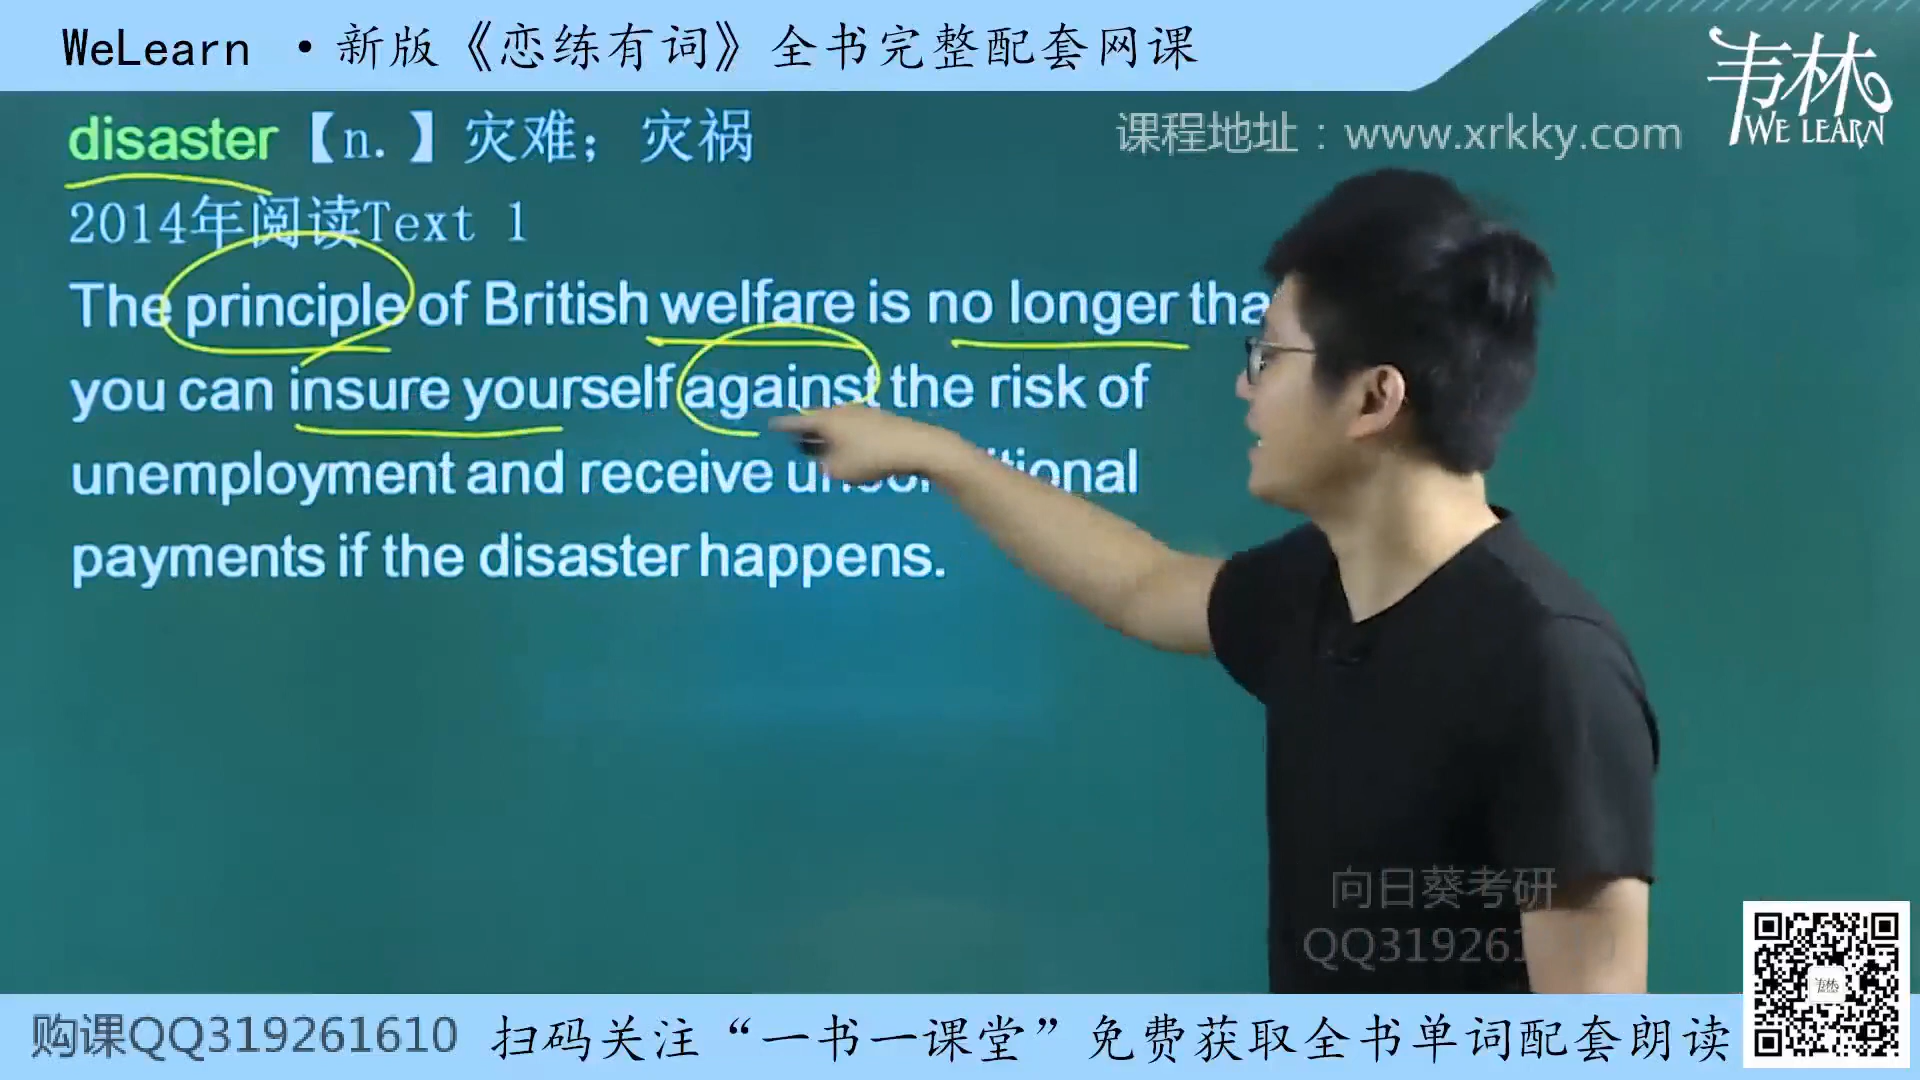 WeLearn ·新版《恋练有词》全书完整配套网课
韦林
WE LEARN
课程地址：www.xrkky.com
disaster【n.】灾难；灾祸
2014年阅读Text 1
The principle of British welfare is no longer
you can insure yourself against the risk of
unemployment and receive
payments if the disaster happens.
向日葵考研
QQ319261
购课QQ319261610
扫码关注“一书一课堂”免费获取全书单词配套朗读